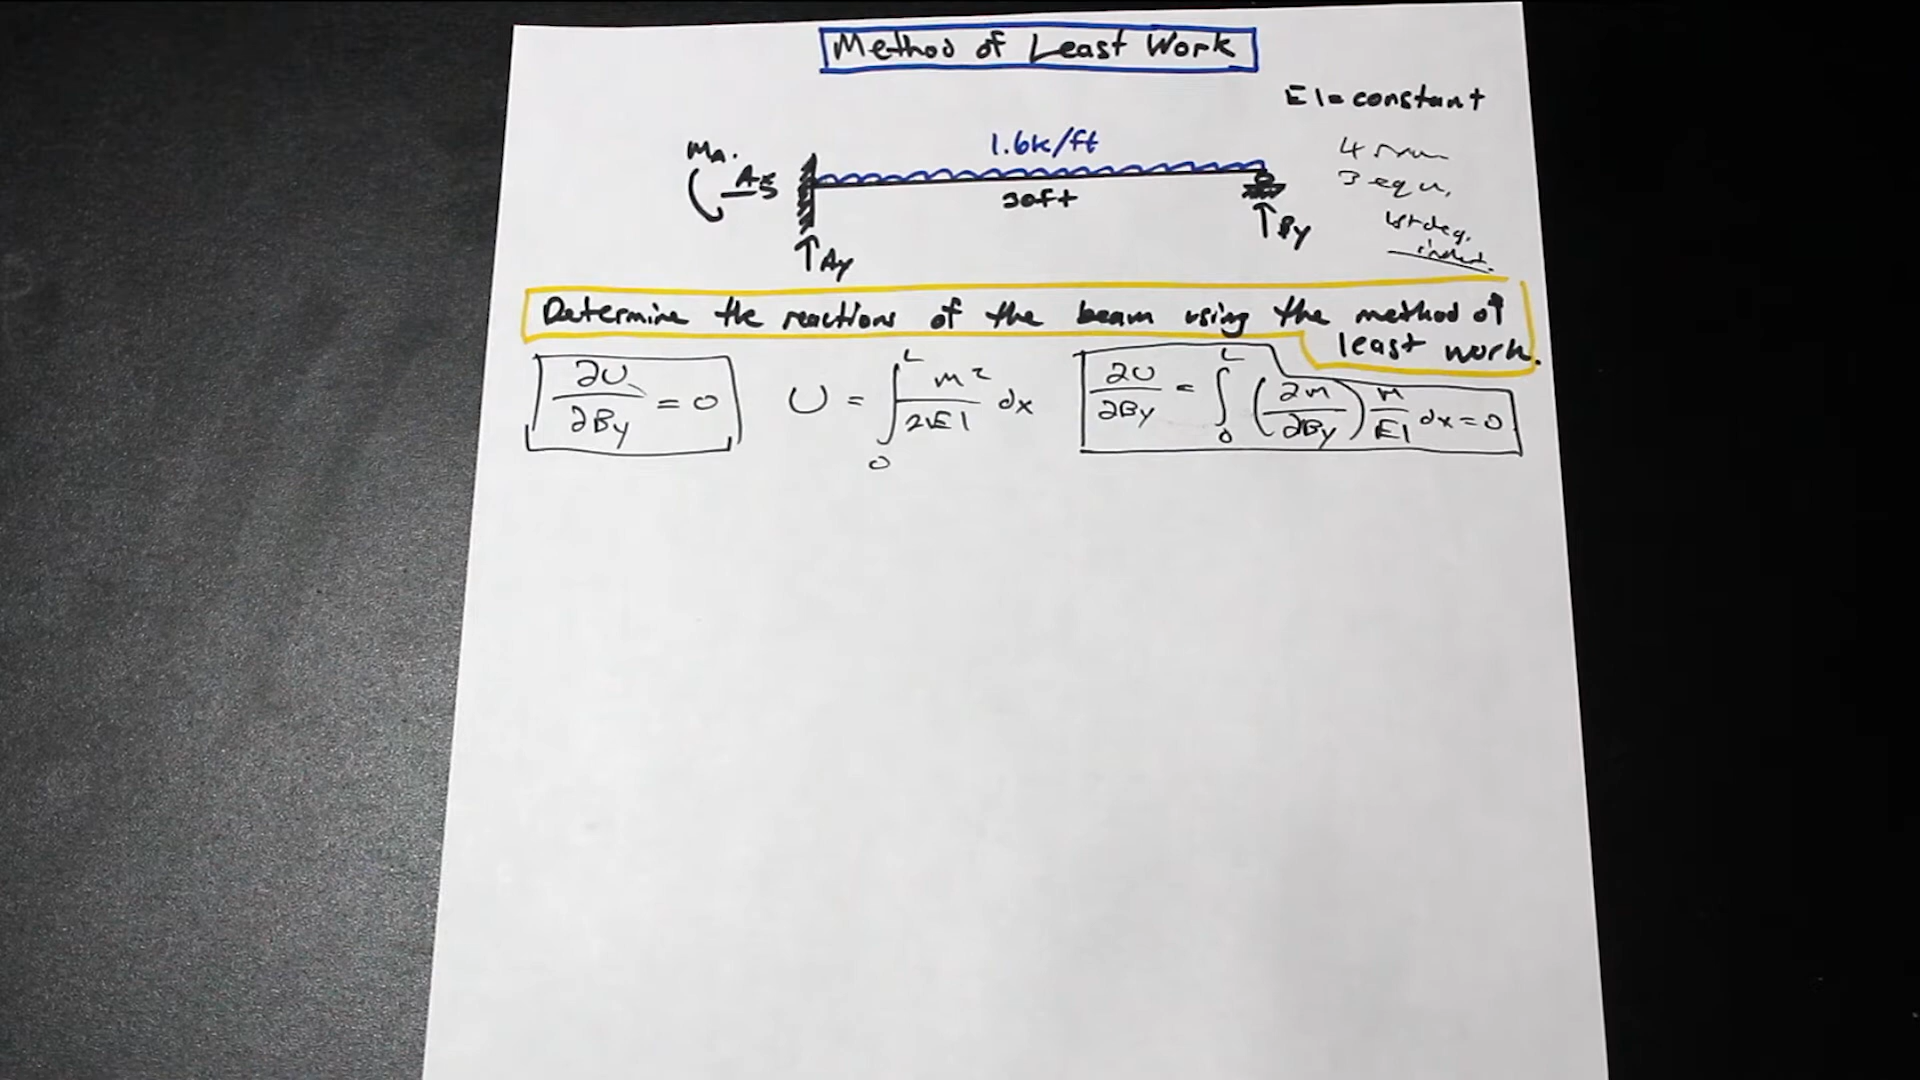 Method of Least Work
EI = constant
1.6k/ft
MA.
Ax
30ft
Ay
By
3 equ.
1st deg.
Determine the reactions of the beam using the method of
least work.
∂U/∂By = 0
U = ∫₀ᴸ M²/2EI dx
∂U/∂By = ∫₀ᴸ (∂M/∂By) M/EI dx = 0